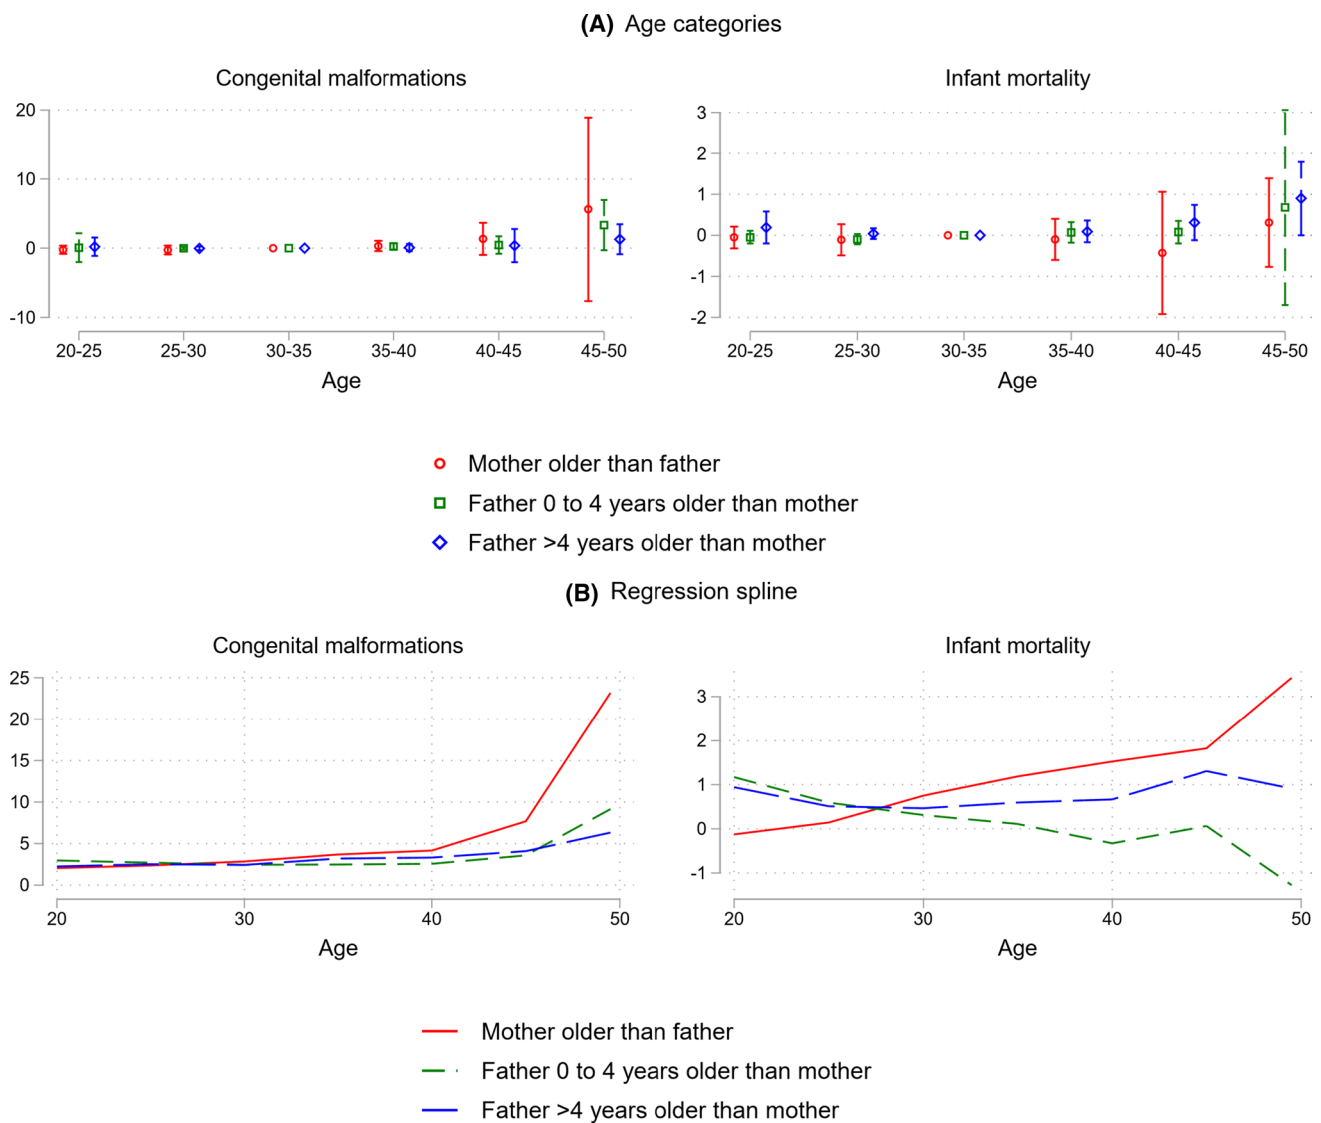 (A) Age categories
Congenital malformations
20
10
0
-10
20-25 25-30 30-35 35-40 40-45 45-50
Age
Infant mortality
3
2
1
0
-1
-2
20-25 25-30 30-35 35-40 40-45 45-50
Age
Mother older than father
Father 0 to 4 years older than mother
Father >4 years older than mother
(B) Regression spline
Congenital malformations
25
20
15
10
5
0
20 30 40 50
Age
Infant mortality
3
2
1
0
-1
20 30 40 50
Age
Mother older than father
Father 0 to 4 years older than mother
Father >4 years older than mother